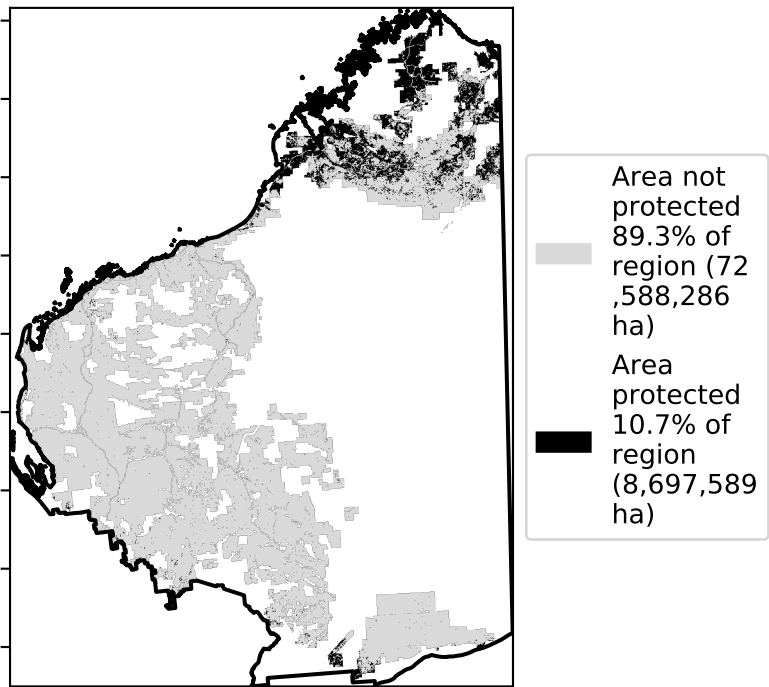 Area not
protected
89.3% of
region (72
,588,286
ha)
Area
protected
10.7% of
region
(8,697,589
ha)